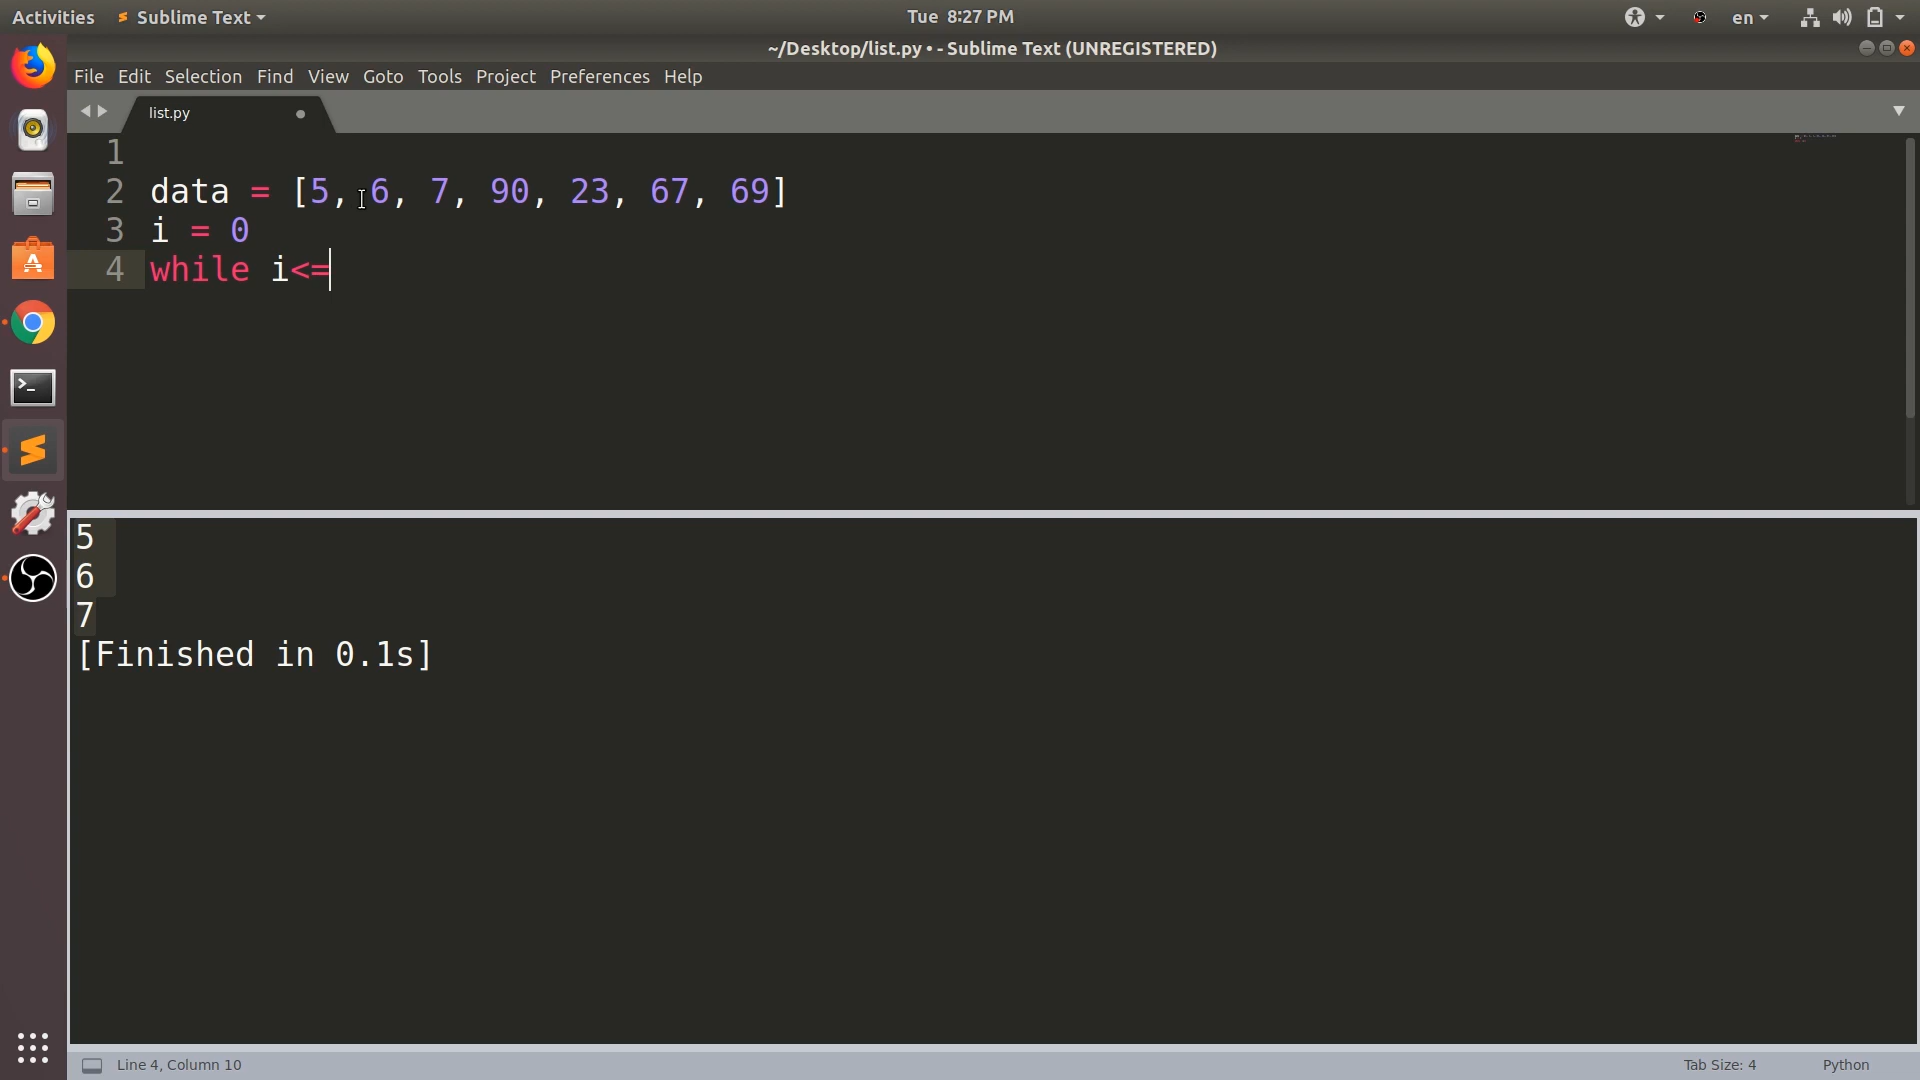 Activities Sublime Text Tue 8:27 PM en
~/Desktop/list.py • - Sublime Text (UNREGISTERED)
File Edit Selection Find View Goto Tools Project Preferences Help
list.py
1
2 data = [5, 6, 7, 90, 23, 67, 69]
3 i = 0
4 while i<=
5
6
7
[Finished in 0.1s]
Line 4, Column 10 Tab Size: 4 Python